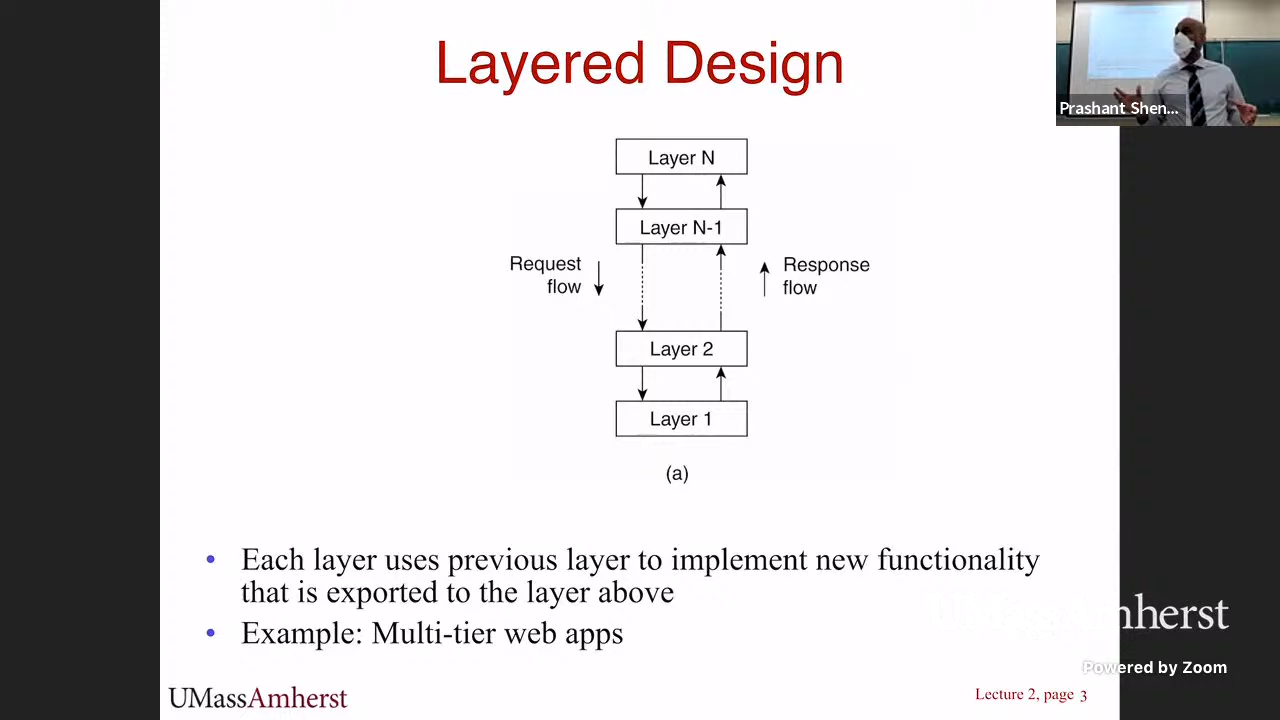 Layered Design
Prashant Shen...
Layer N
Layer N-1
Request
flow
Response
flow
Layer 2
Layer 1
(a)
• Each layer uses previous layer to implement new functionality
that is exported to the layer above
• Example: Multi-tier web apps
UMassAmherst
Powered by Zoom
UMassAmherst
Lecture 2, page 3